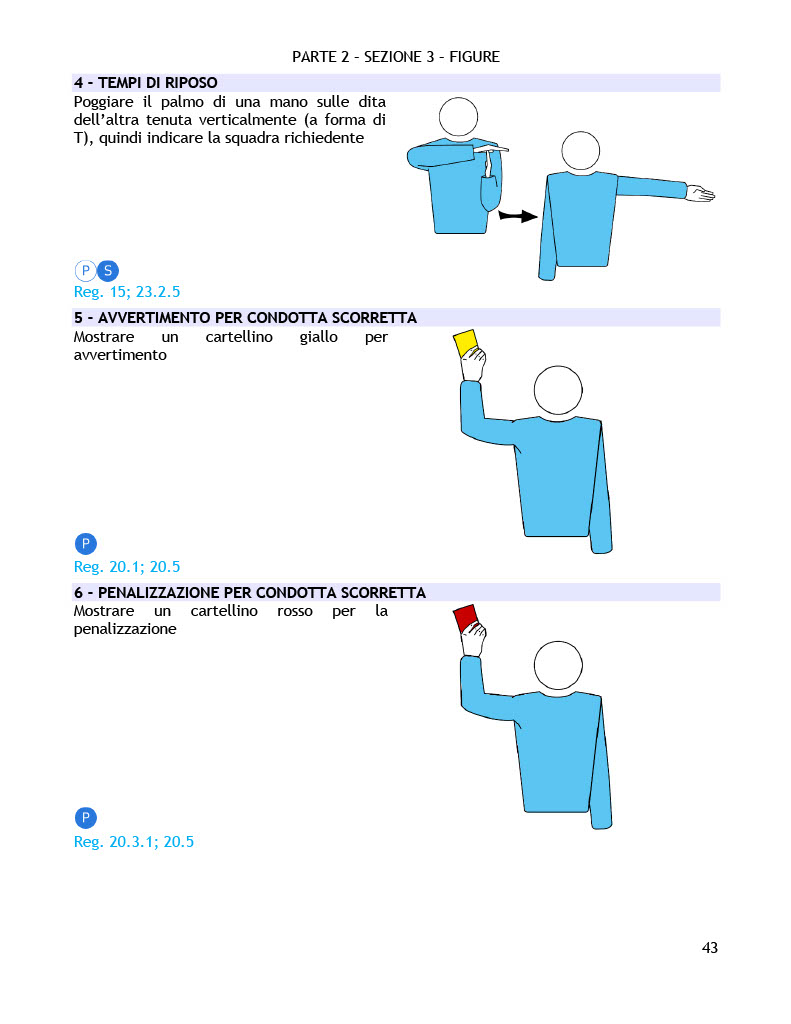 PARTE 2 – SEZIONE 3 – FIGURE
4 - TEMPI DI RIPOSO
Poggiare il palmo di una mano sulle dita
dell’altra tenuta verticalmente (a forma di
T), quindi indicare la squadra richiedente
P S
Reg. 15; 23.2.5
5 - AVVERTIMENTO PER CONDOTTA SCORRETTA
Mostrare un cartellino giallo per
avvertimento
P
Reg. 20.1; 20.5
6 - PENALIZZAZIONE PER CONDOTTA SCORRETTA
Mostrare un cartellino rosso per la
penalizzazione
P
Reg. 20.3.1; 20.5
43